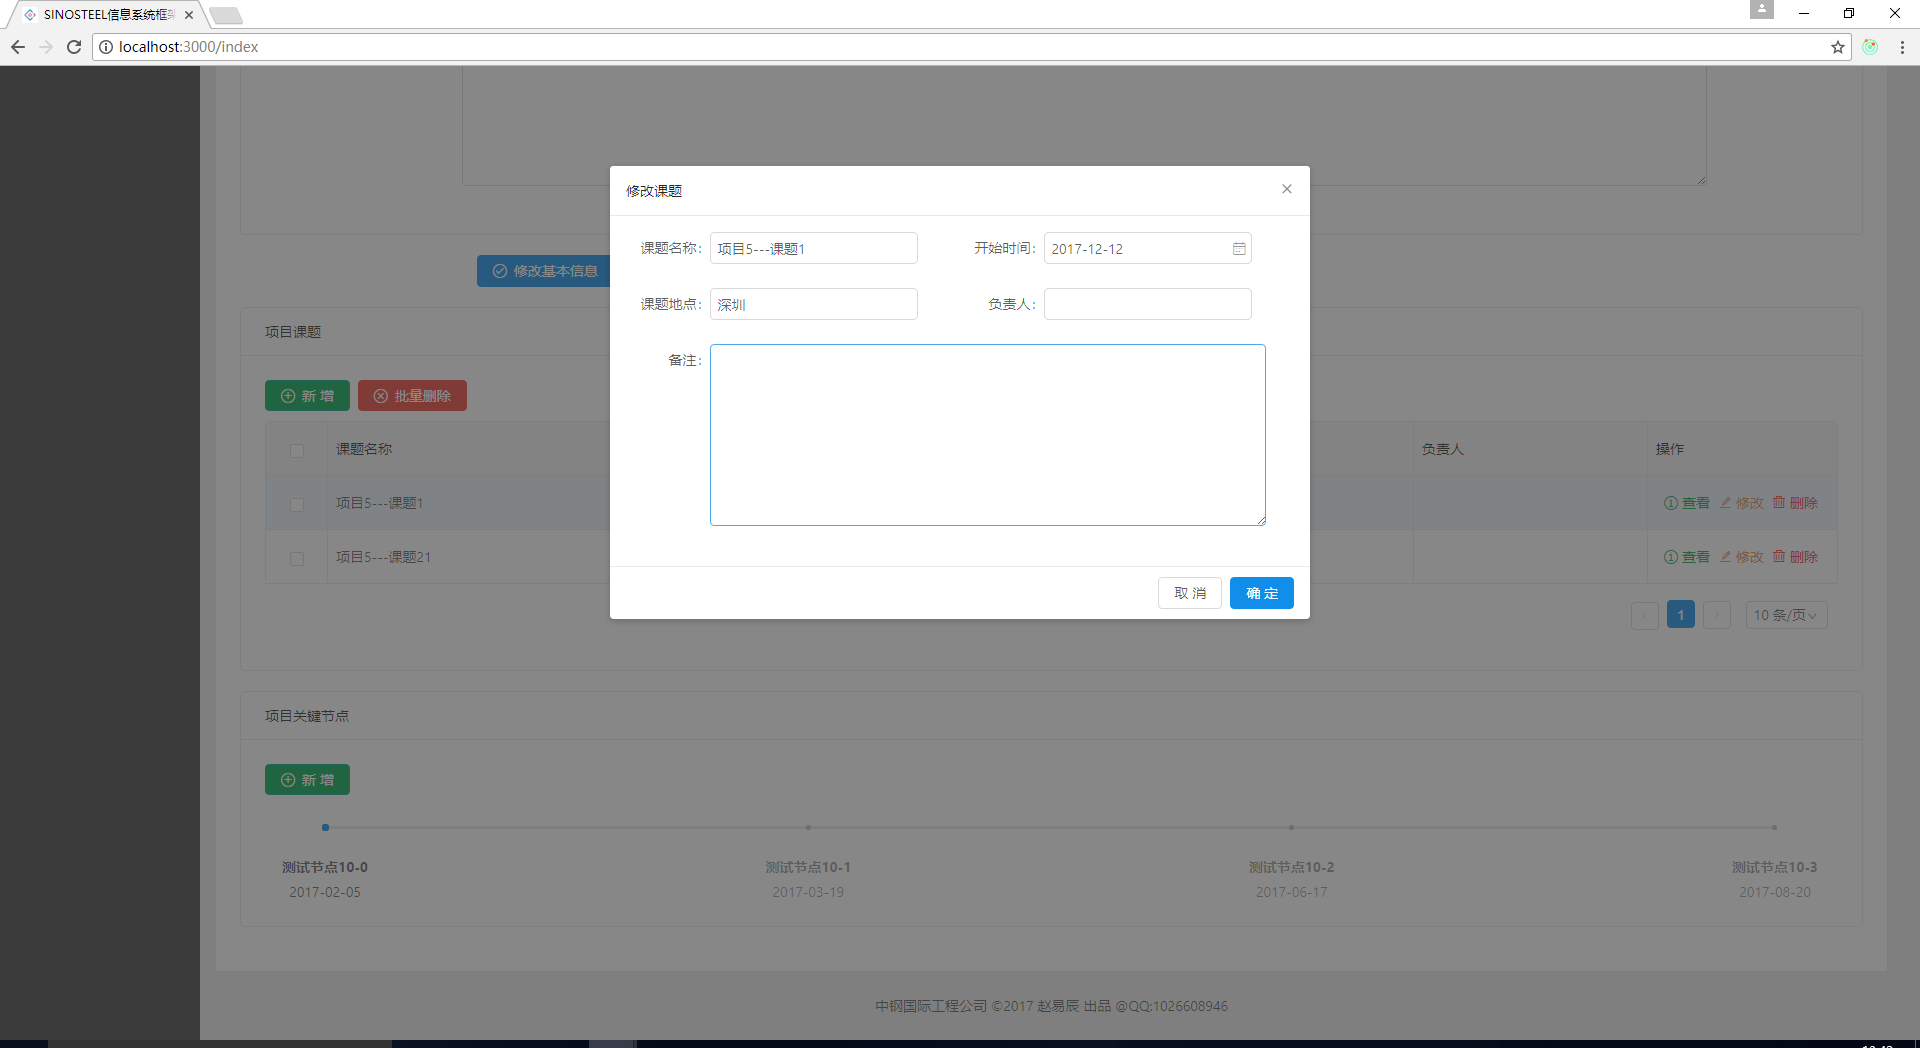 SINOSTEEL信息系统框架
localhost:3000/index
修改课题
课题名称: 项目5---课题1
开始时间: 2017-12-12
课题地点: 深圳
负责人:
备注:
取 消
确 定
修改基本信息
项目课题
新 增
批量删除
课题名称
负责人
操作
项目5---课题1
查看 修改 删除
项目5---课题21
查看 修改 删除
1
10 条/页
项目关键节点
新 增
测试节点10-0
2017-02-05
测试节点10-1
2017-03-19
测试节点10-2
2017-06-17
测试节点10-3
2017-08-20
中钢国际工程公司 ©2017 赵易辰 出品 @QQ:1026608946